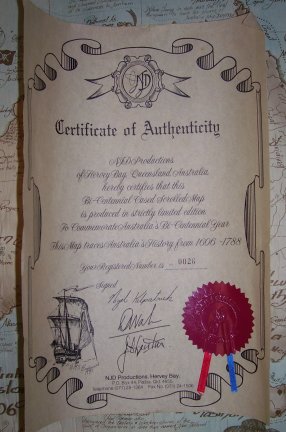 NJD
Certificate of Authenticity
NJD Productions
of Hervey Bay, Queensland Australia
hereby certifies that this
Bi-Centennial Cased Scrolled Map
is produced in strictly limited edition
To Commemorate Australia's Bi-Centennial Year
This Map traces Australia's History from 1606 - 1788
Your Registered Number is 0026
Signed
NJD Productions, Hervey Bay,